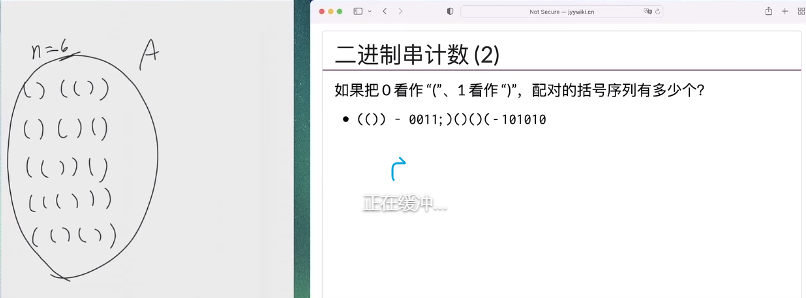 n=6
A
() (())
() () ()
(()) ()
((()))
(()())
Not Secure — jyywiki.cn
二进制串计数 (2)
如果把 0 看作 “(”、1 看作 “)”，配对的括号序列有多少个？
• (()) - 0011;)()()(-101010
正在缓冲...